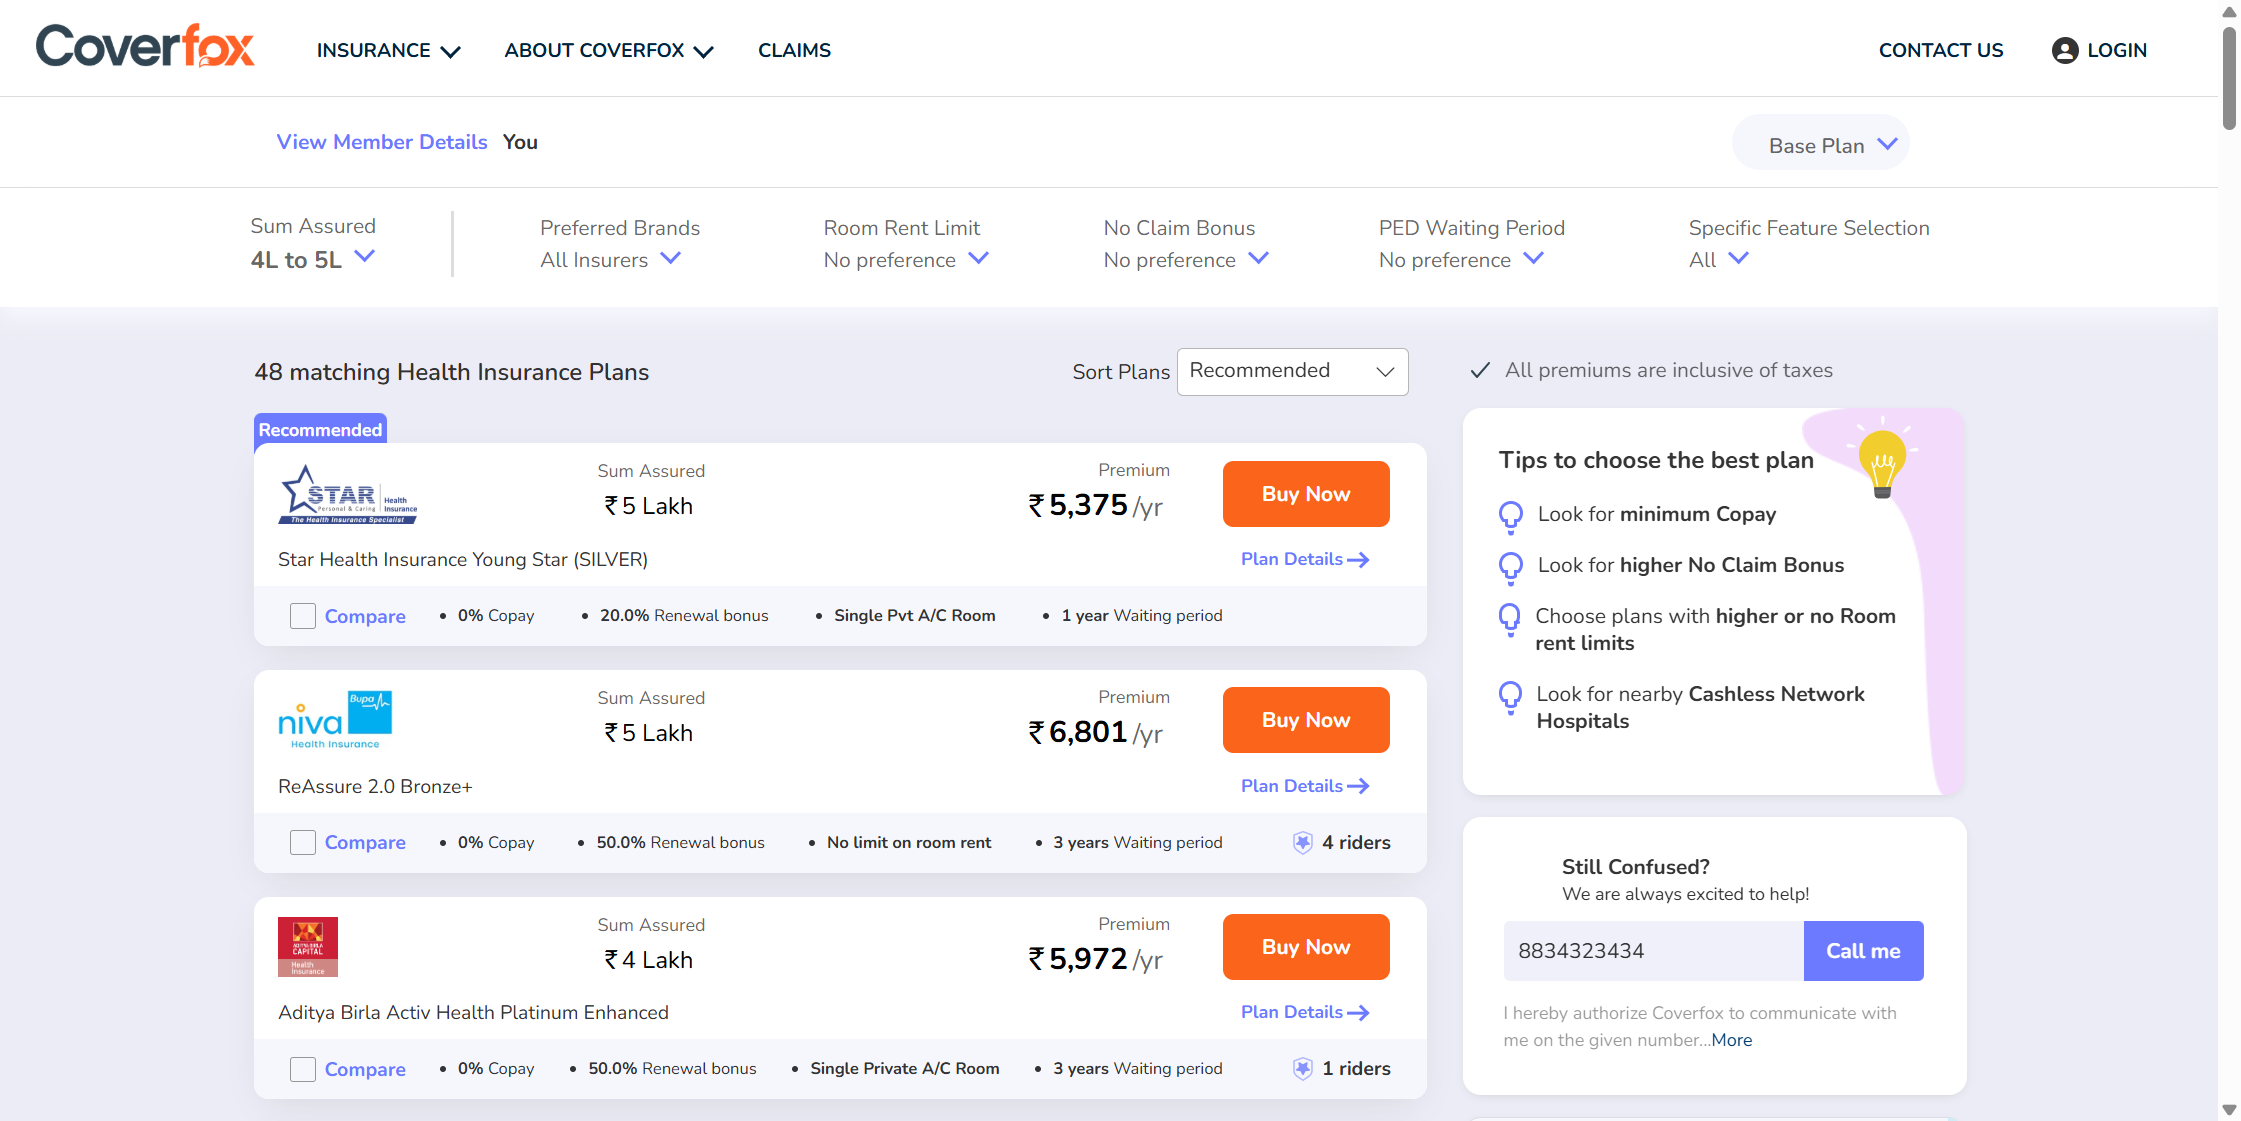 Coverfox
INSURANCE
ABOUT COVERFOX
CLAIMS
CONTACT US
LOGIN
View Member Details You
Base Plan
Sum Assured
4L to 5L
Preferred Brands
All Insurers
Room Rent Limit
No preference
No Claim Bonus
No preference
PED Waiting Period
No preference
Specific Feature Selection
All
48 matching Health Insurance Plans
Sort Plans Recommended
All premiums are inclusive of taxes
Recommended
STAR Health Insurance
Personal & Caring
The Health Insurance Specialist
Sum Assured
₹ 5 Lakh
Premium
₹ 5,375 /yr
Buy Now
Star Health Insurance Young Star (SILVER)
Plan Details
Compare • 0% Copay • 20.0% Renewal bonus • Single Pvt A/C Room • 1 year Waiting period
niva Bupa
Health Insurance
Sum Assured
₹ 5 Lakh
Premium
₹ 6,801 /yr
Buy Now
ReAssure 2.0 Bronze+
Plan Details
Compare • 0% Copay • 50.0% Renewal bonus • No limit on room rent • 3 years Waiting period 4 riders
ADITYA BIRLA
CAPITAL
Health
Insurance
Sum Assured
₹ 4 Lakh
Premium
₹ 5,972 /yr
Buy Now
Aditya Birla Activ Health Platinum Enhanced
Plan Details
Compare • 0% Copay • 50.0% Renewal bonus • Single Private A/C Room • 3 years Waiting period 1 riders
Tips to choose the best plan
Look for minimum Copay
Look for higher No Claim Bonus
Choose plans with higher or no Room
rent limits
Look for nearby Cashless Network
Hospitals
Still Confused?
We are always excited to help!
8834323434
Call me
I hereby authorize Coverfox to communicate with
me on the given number...More